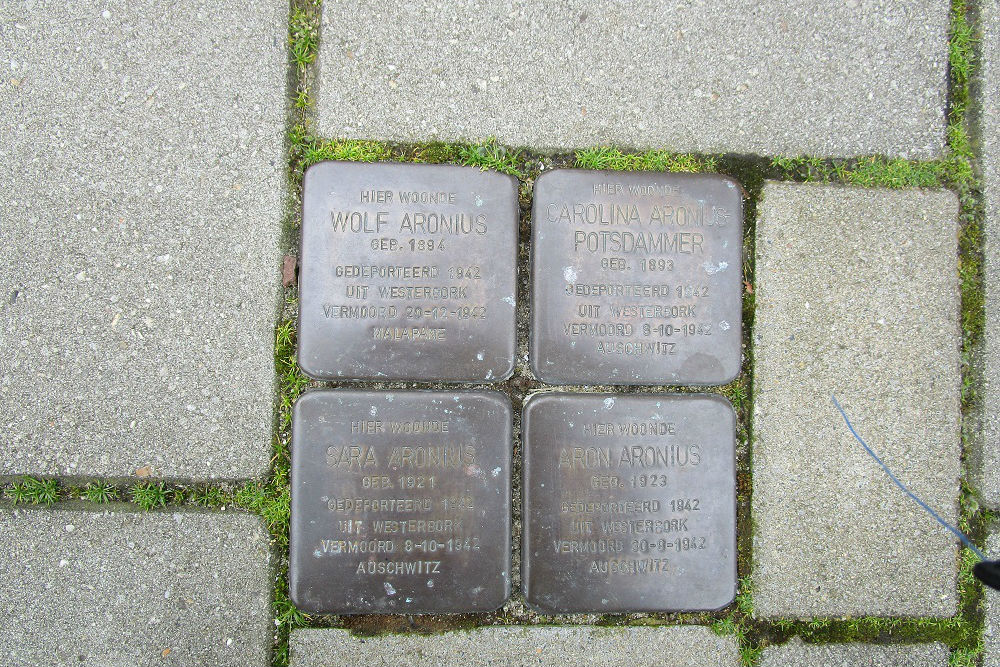 HIER WOONDE
WOLF ARONIUS
GEB. 1894
GEDEPORTEERD 1942
UIT WESTERBORK
VERMOORD 20-12-1942
MALAPANE
HIER WOONDE
CAROLINA ARONIUS-
POTSDAMMER
GEB. 1893
GEDEPORTEERD 1942
UIT WESTERBORK
VERMOORD 8-10-1942
AUSCHWITZ
HIER WOONDE
SARA ARONIUS
GEB. 1921
GEDEPORTEERD 1942
UIT WESTERBORK
VERMOORD 8-10-1942
AUSCHWITZ
HIER WOONDE
ARON ARONIUS
GEB. 1923
GEDEPORTEERD 1942
UIT WESTERBORK
VERMOORD 30-9-1942
AUSCHWITZ